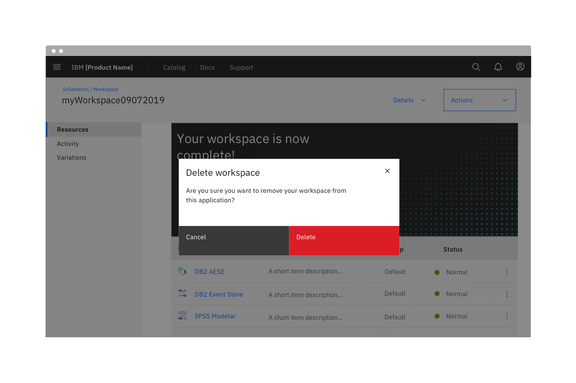 IBM [Product Name] Catalog Docs Support
Schematics / Workspace
myWorkspace09072019
Details
Actions
Resources
Activity
Variations
Your workspace is now
complete!
Delete workspace
Are you sure you want to remove your workspace from
this application?
Cancel
Delete
Status
DB2 AESE A short item description... Default Normal
DB2 Event Store A short item description... Default Normal
SPSS Modelar A short item description... Default Normal